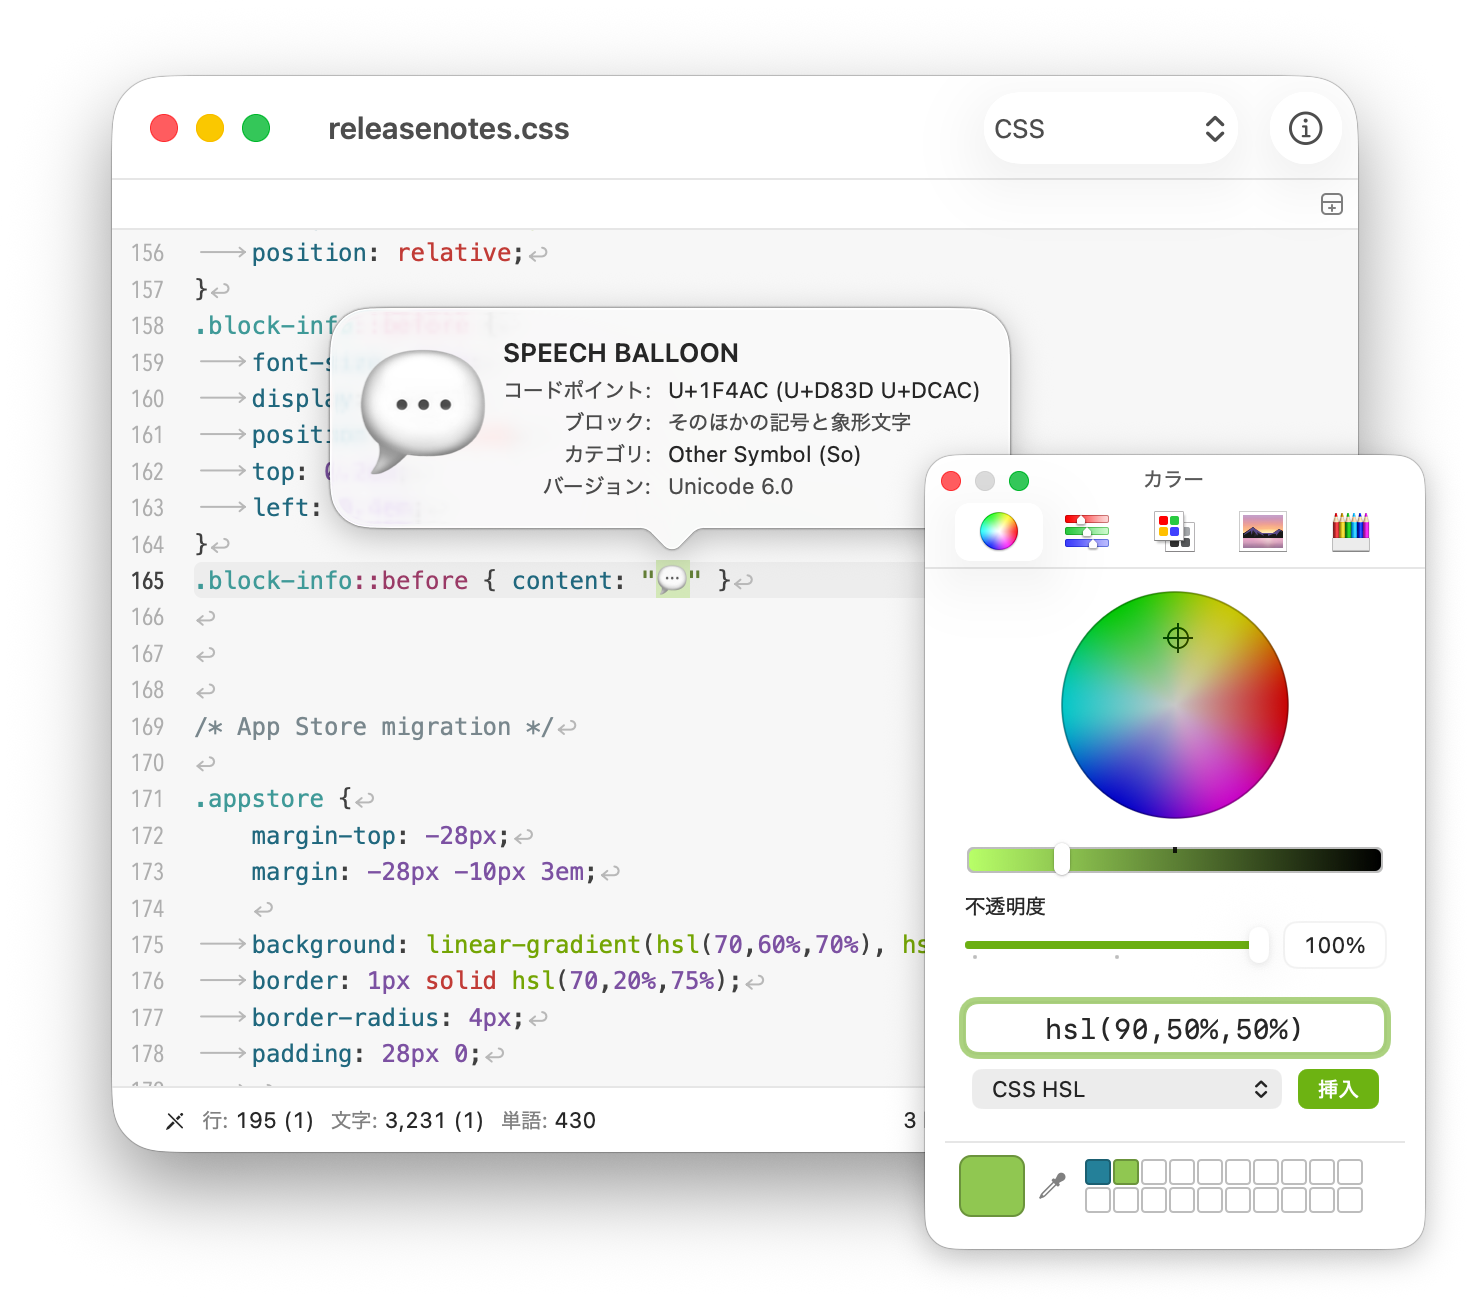 releasenotes.css
CSS
156 position: relative;
157 }
158 .block-info::before {
159 font-s
160 display
161 positi
162 top: 0
163 left:
164 }
165 .block-info::before { content: "💬" }
166
167
168
169 /* App Store migration */
170
171 .appstore {
172 margin-top: -28px;
173 margin: -28px -10px 3em;
174
175 background: linear-gradient(hsl(70,60%,70%), hs
176 border: 1px solid hsl(70,20%,75%);
177 border-radius: 4px;
178 padding: 28px 0;
行: 195 (1) 文字: 3,231 (1) 単語: 430
3
SPEECH BALLOON
コードポイント: U+1F4AC (U+D83D U+DCAC)
ブロック: そのほかの記号と象形文字
カテゴリ: Other Symbol (So)
バージョン: Unicode 6.0
カラー
不透明度
100%
hsl(90,50%,50%)
CSS HSL
挿入